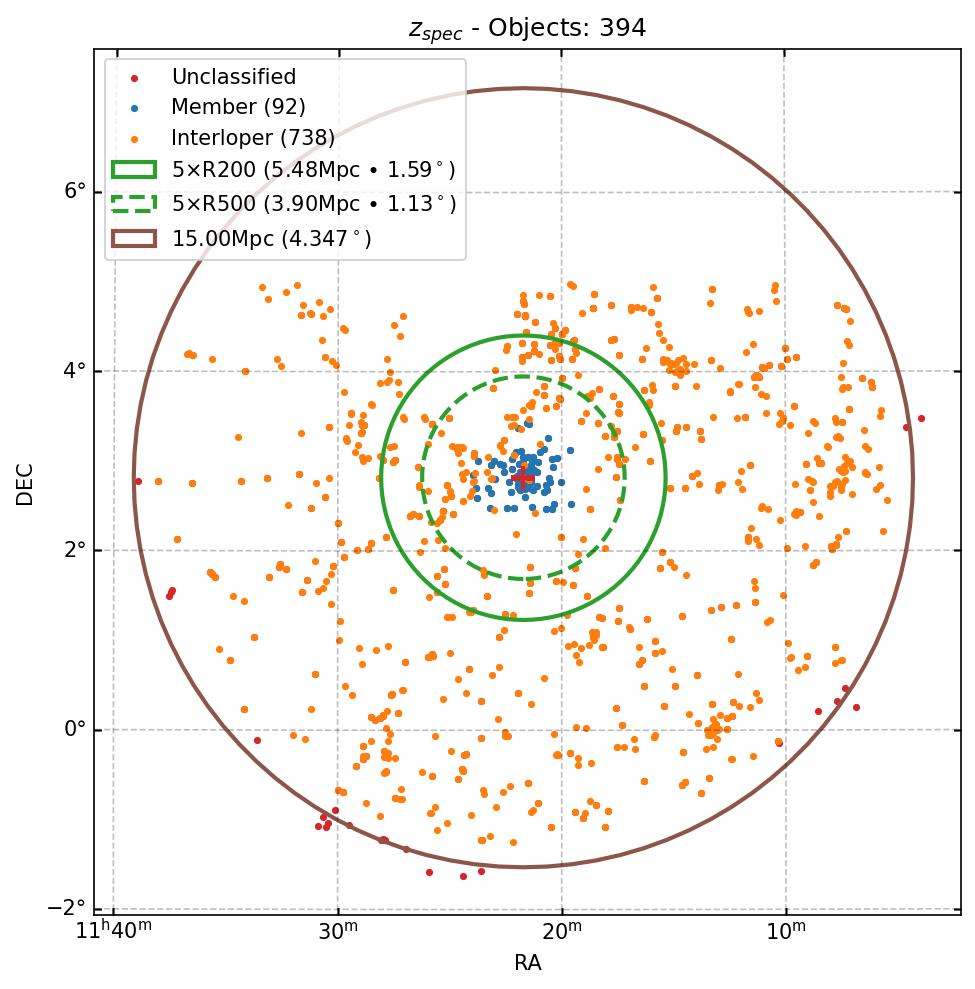 z_spec - Objects: 394
Unclassified
Member (92)
Interloper (738)
5×R200 (5.48Mpc • 1.59°)
5×R500 (3.90Mpc • 1.13°)
15.00Mpc (4.347°)
6°
4°
2°
0°
−2°
DEC
11ʰ40ᵐ 30ᵐ 20ᵐ 10ᵐ
RA